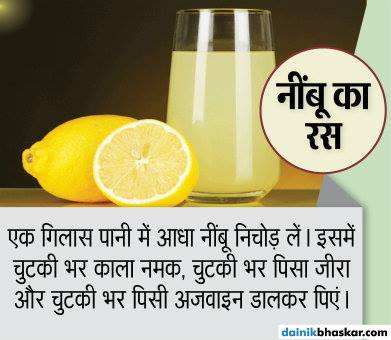 नींबू का
रस
एक गिलास पानी में आधा नींबू निचोड़ लें। इसमें
चुटकी भर काला नमक, चुटकी भर पिसा जीरा
और चुटकी भर पिसी अजवाइन डालकर पिएं।
dainikbhaskar.com